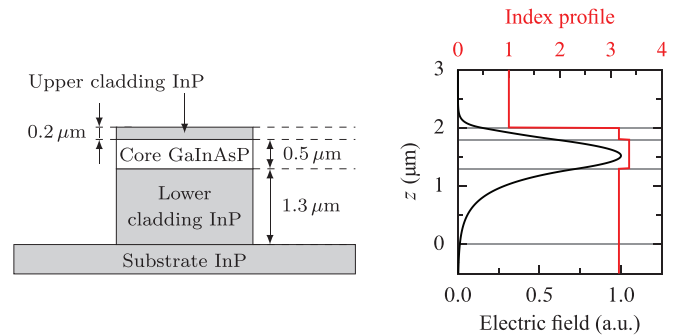 Upper cladding InP
0.2 μm
Core GaInAsP
0.5 μm
Lower
cladding InP
1.3 μm
Substrate InP
Index profile
0 1 2 3 4
3
2
1
0
z (μm)
0.0 0.5 1.0
Electric field (a.u.)